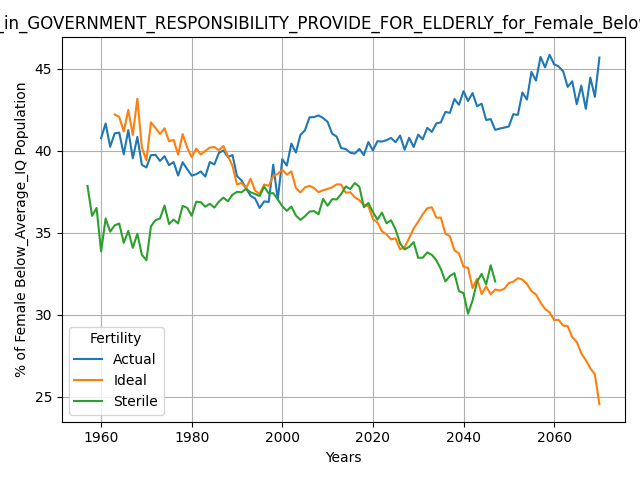 _in_GOVERNMENT_RESPONSIBILITY_PROVIDE_FOR_ELDERLY_for_Female_Below
% of Female Below_Average_IQ Population
45
40
35
30
25
Fertility
Actual
Ideal
Sterile
1960 1980 2000 2020 2040 2060
Years